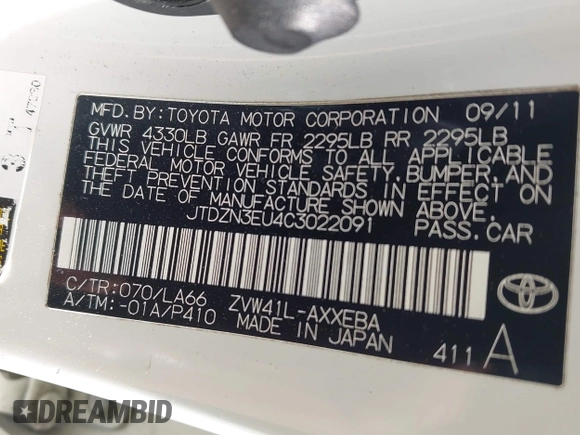 MFD. BY: TOYOTA MOTOR CORPORATION 09/11
GVWR 4330LB GAWR FR 2295LB RR 2295LB
THIS VEHICLE CONFORMS TO ALL APPLICABLE
FEDERAL MOTOR VEHICLE SAFETY, BUMPER, AND
THEFT PREVENTION STANDARDS IN EFFECT ON
THE DATE OF MANUFACTURE SHOWN ABOVE.
JTDZN3EU4C3022091 PASS.CAR
C/TR:070/LA66 ZVW41L-AXXEBA
A/TM:-01A/P410 MADE IN JAPAN 411A
DREAMBID